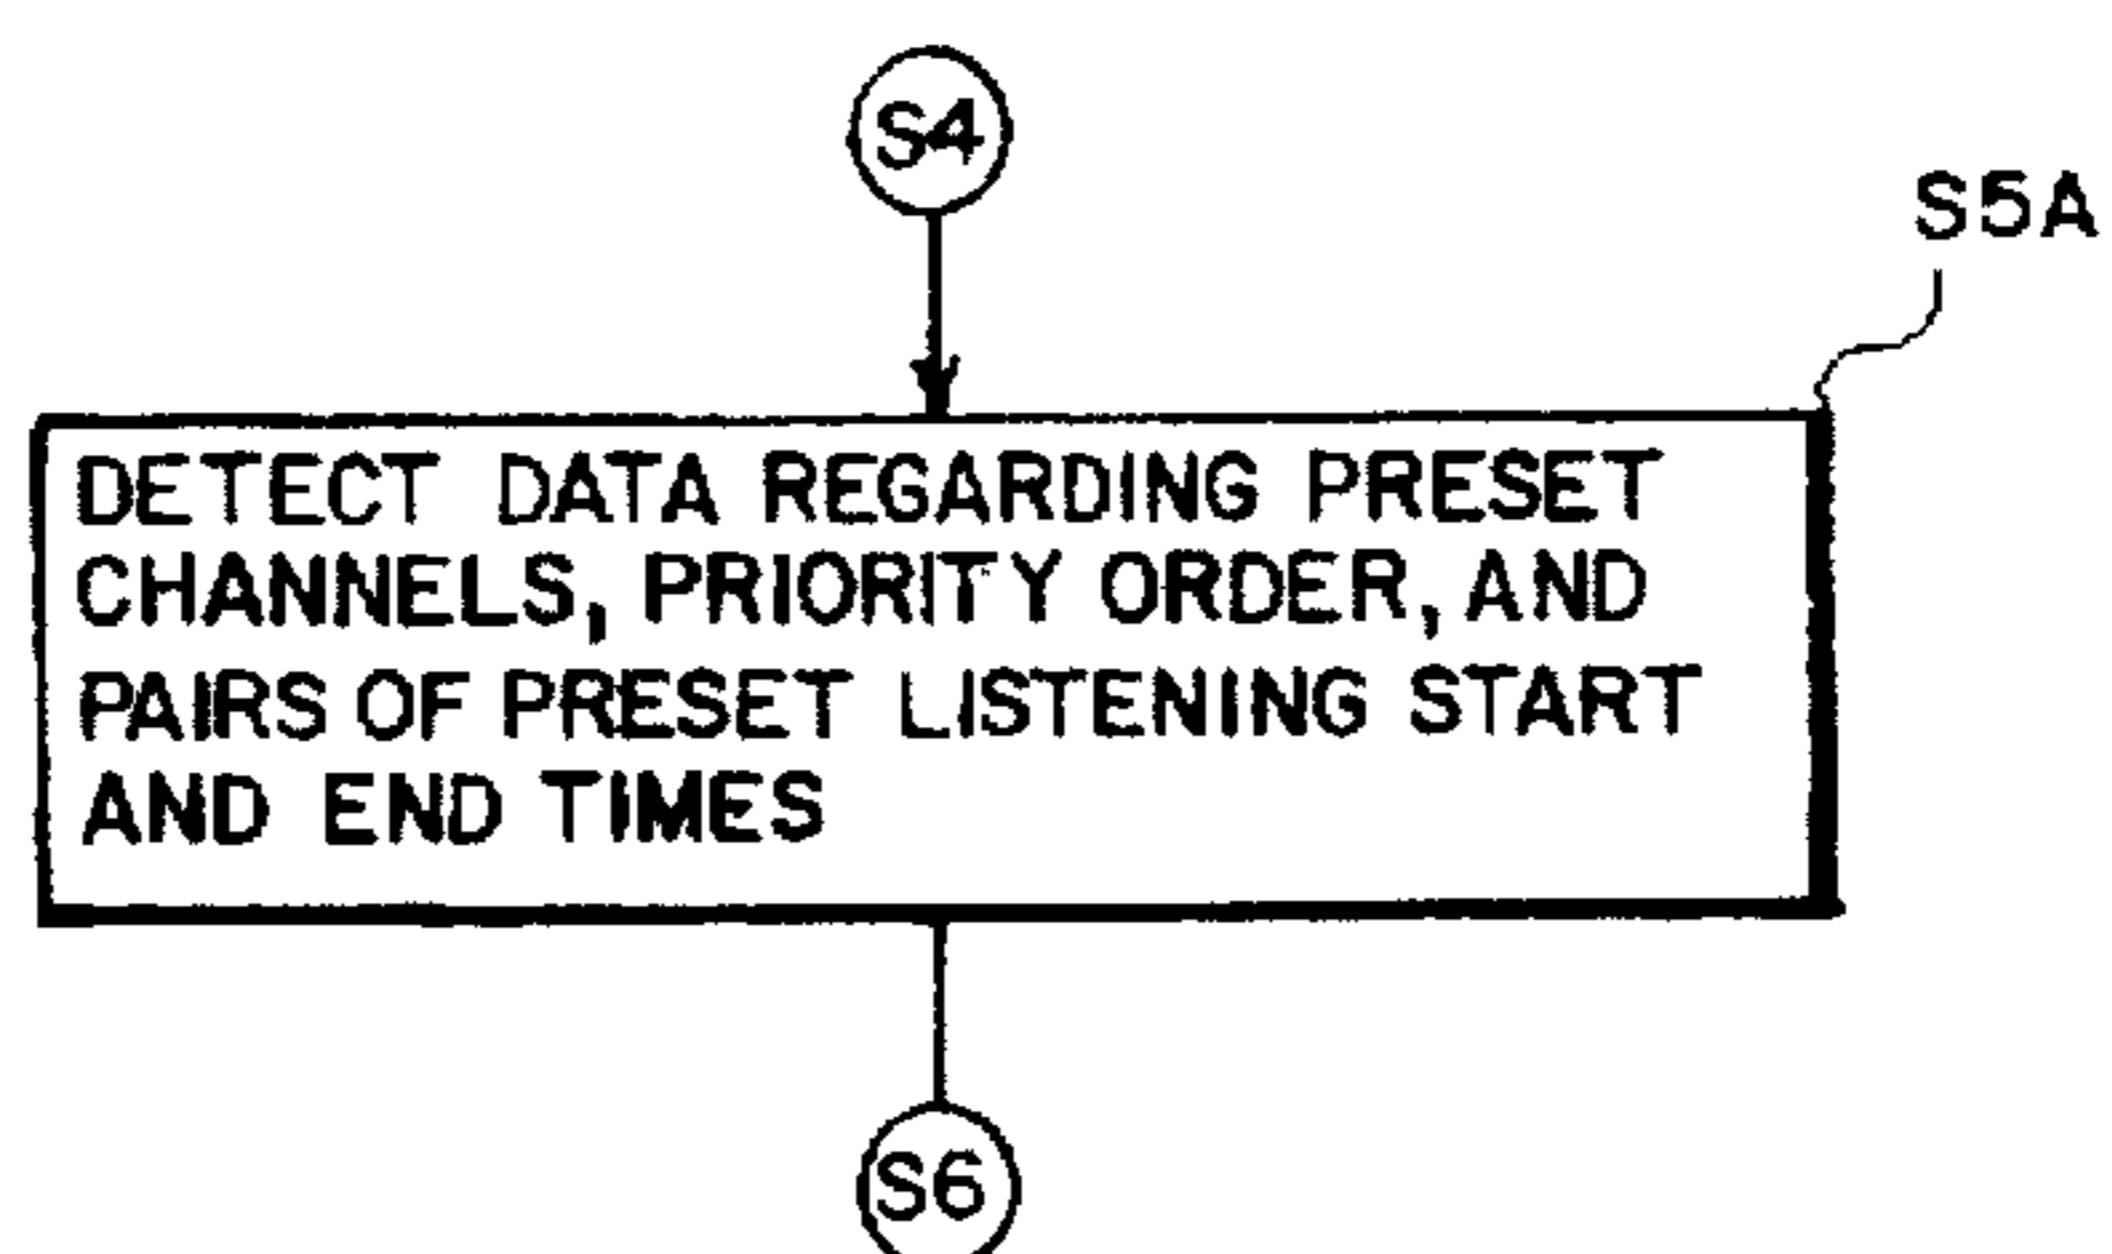 S4
S5A
DETECT DATA REGARDING PRESET
CHANNELS, PRIORITY ORDER, AND
PAIRS OF PRESET LISTENING START
AND END TIMES
S6